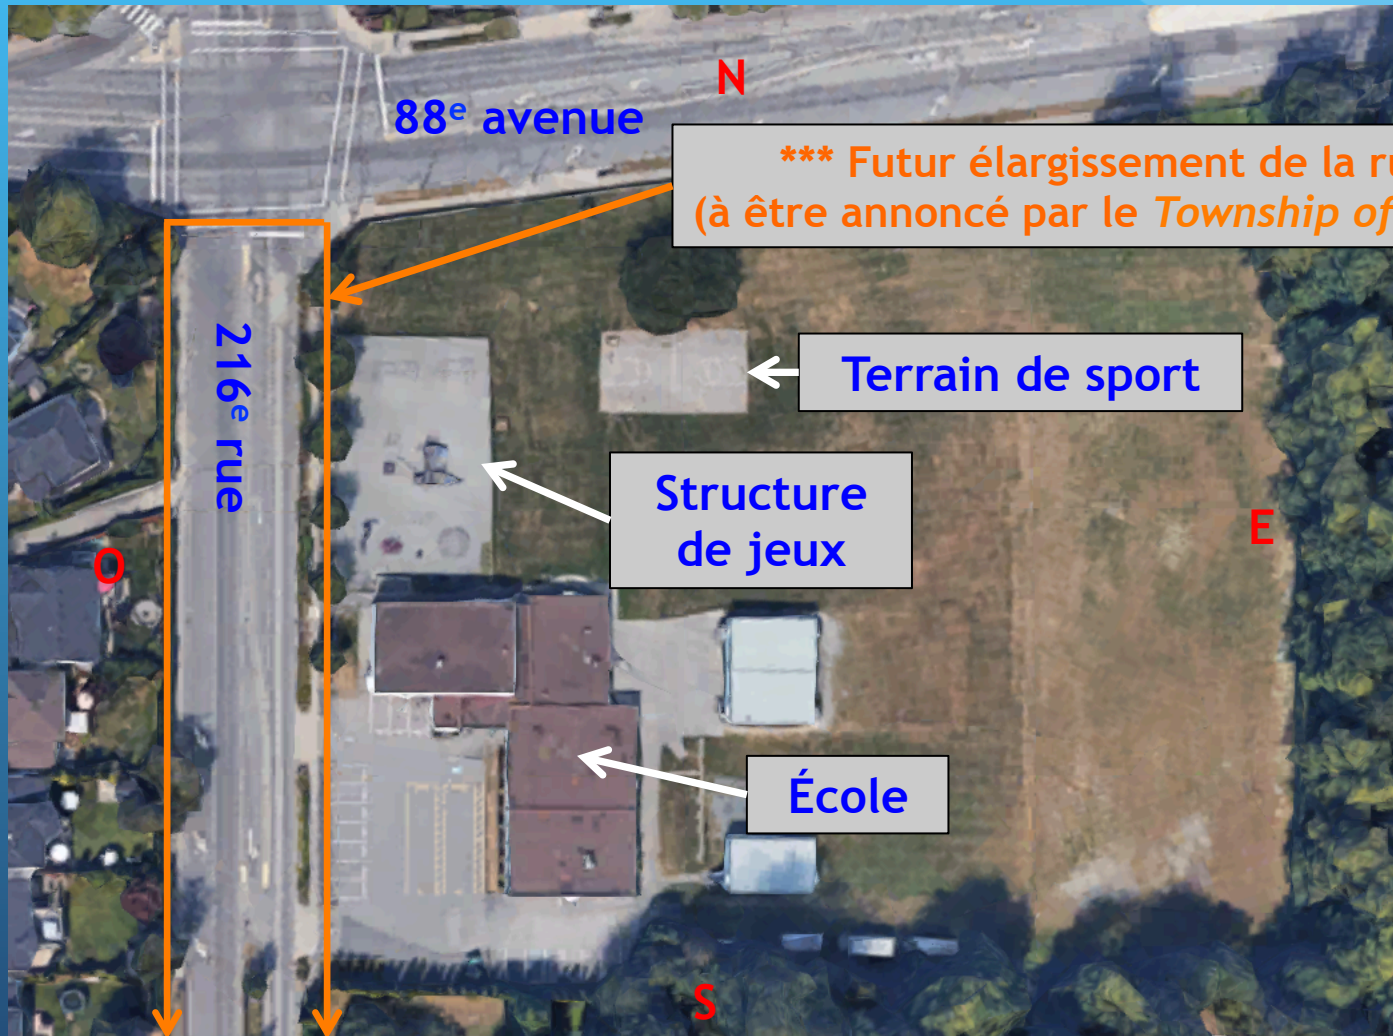 N
88e avenue
*** Futur élargissement de la
(à être annoncé par le Township of
216e rue
Terrain de sport
Structure
de jeux
O
E
École
S